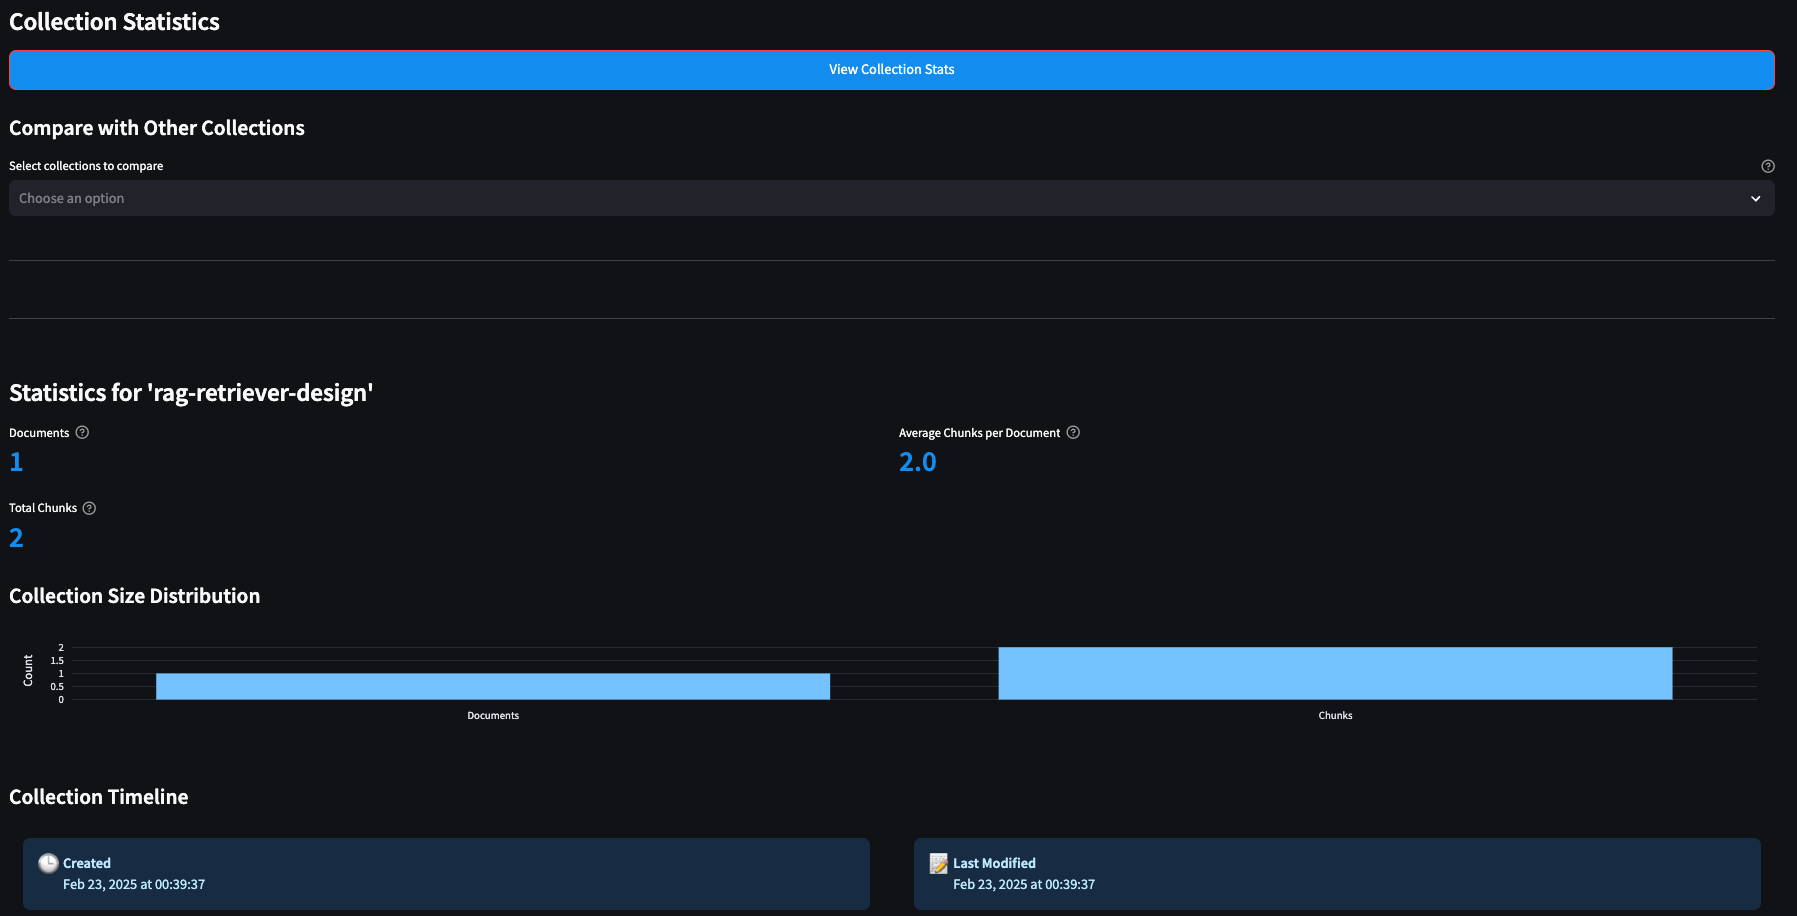 Collection Statistics
View Collection Stats
Compare with Other Collections
Select collections to compare
Choose an option
Statistics for 'rag-retriever-design'
Documents
1
Average Chunks per Document
2.0
Total Chunks
2
Collection Size Distribution
Count
2
1.5
1
0.5
0
Documents
Chunks
Collection Timeline
Created
Feb 23, 2025 at 00:39:37
Last Modified
Feb 23, 2025 at 00:39:37